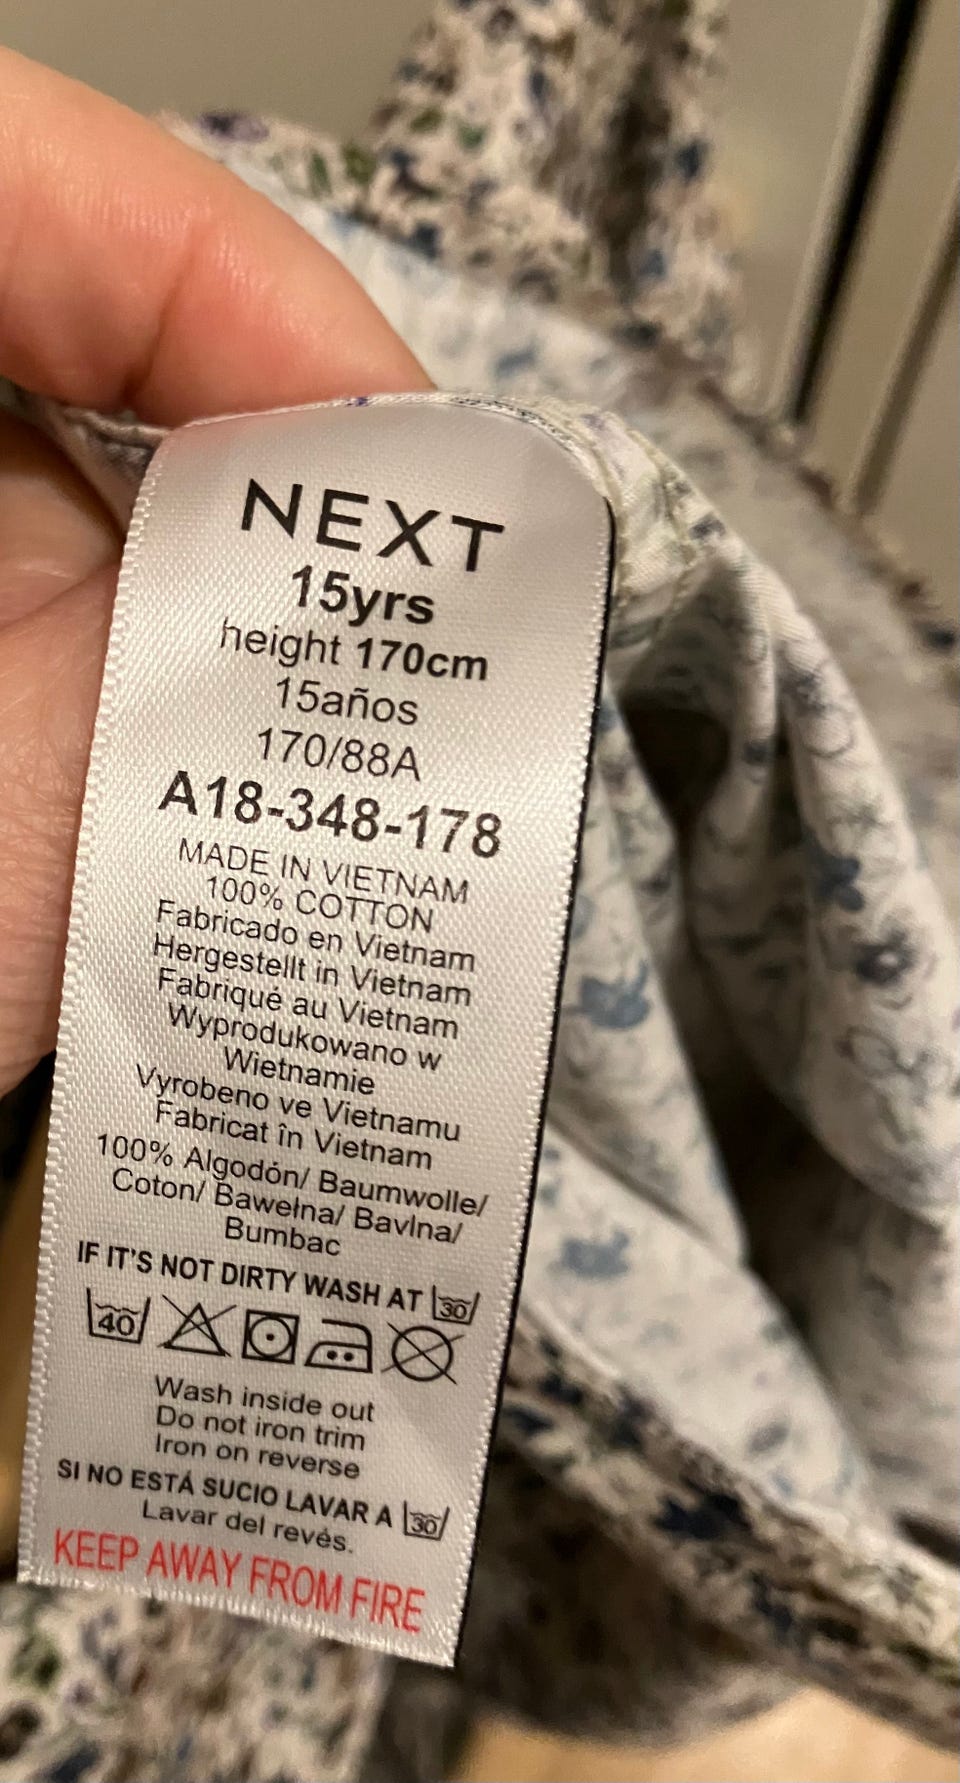 NEXT
15yrs
height 170cm
15años
170/88A
A18-348-178
MADE IN VIETNAM
100% COTTON
Fabricado en Vietnam
Hergestellt in Vietnam
Fabriqué au Vietnam
Wyprodukowano w
Wietnamie
Vyrobeno ve Vietnamu
Fabricat în Vietnam
100% Algodón/ Baumwolle/
Coton/ Bawełna/ Bavlna/
Bumbac
IF IT'S NOT DIRTY WASH AT 30
40
Wash inside out
Do not iron trim
Iron on reverse
SI NO ESTÁ SUCIO LAVAR A 30
Lavar del revés.
KEEP AWAY FROM FIRE